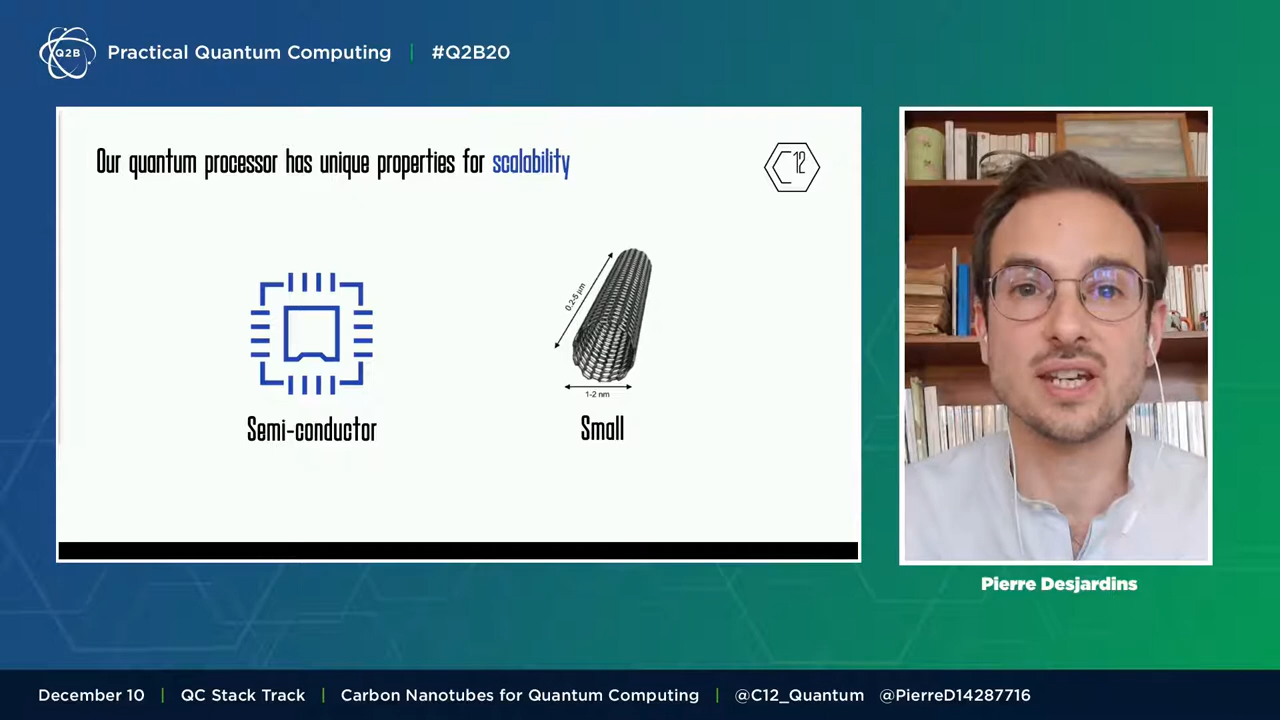 Q2B
Practical Quantum Computing | #Q2B20
Our quantum processor has unique properties for scalability
C12
0.2-5 µm
1-2 nm
Semi-conductor
Small
Pierre Desjardins
December 10 | QC Stack Track | Carbon Nanotubes for Quantum Computing | @C12_Quantum @PierreD14287716